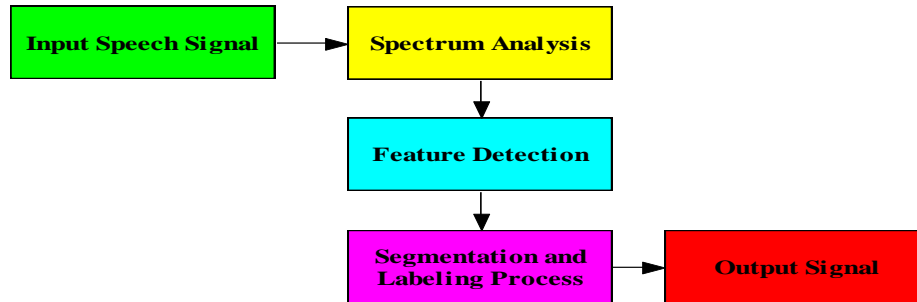 Input Speech Signal
Spectrum Analysis
Feature Detection
Segmentation and
Labeling Process
Output Signal